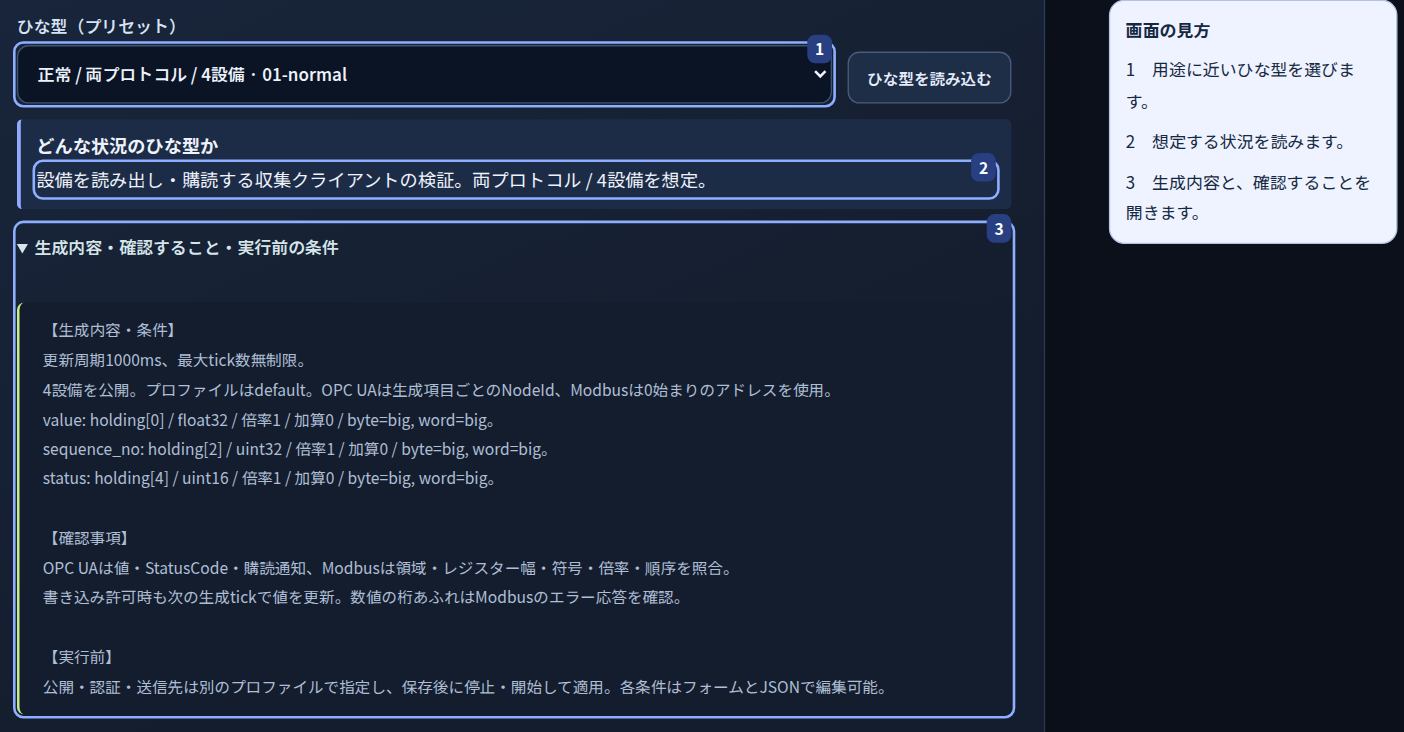 ひな型（プリセット）
正常 / 両プロトコル / 4設備 · 01-normal
1
ひな型を読み込む
どんな状況のひな型か
設備を読み出し・購読する収集クライアントの検証。両プロトコル / 4設備を想定。
2
3
▼ 生成内容・確認すること・実行前の条件
【生成内容・条件】
更新周期1000ms、最大tick数無制限。
4設備を公開。プロファイルはdefault。OPC UAは生成項目ごとのNodeId、Modbusは0始まりのアドレスを使用。
value: holding[0] / float32 / 倍率1 / 加算0 / byte=big, word=big。
sequence_no: holding[2] / uint32 / 倍率1 / 加算0 / byte=big, word=big。
status: holding[4] / uint16 / 倍率1 / 加算0 / byte=big, word=big。
【確認事項】
OPC UAは値・StatusCode・購読通知、Modbusは領域・レジスター幅・符号・倍率・順序を照合。
書き込み許可時も次の生成tickで値を更新。数値の桁あふれはModbusのエラー応答を確認。
【実行前】
公開・認証・送信先は別のプロファイルで指定し、保存後に停止・開始して適用。各条件はフォームとJSONで編集可能。
画面の見方
1　用途に近いひな型を選びま
す。
2　想定する状況を読みます。
3　生成内容と、確認することを
開きます。